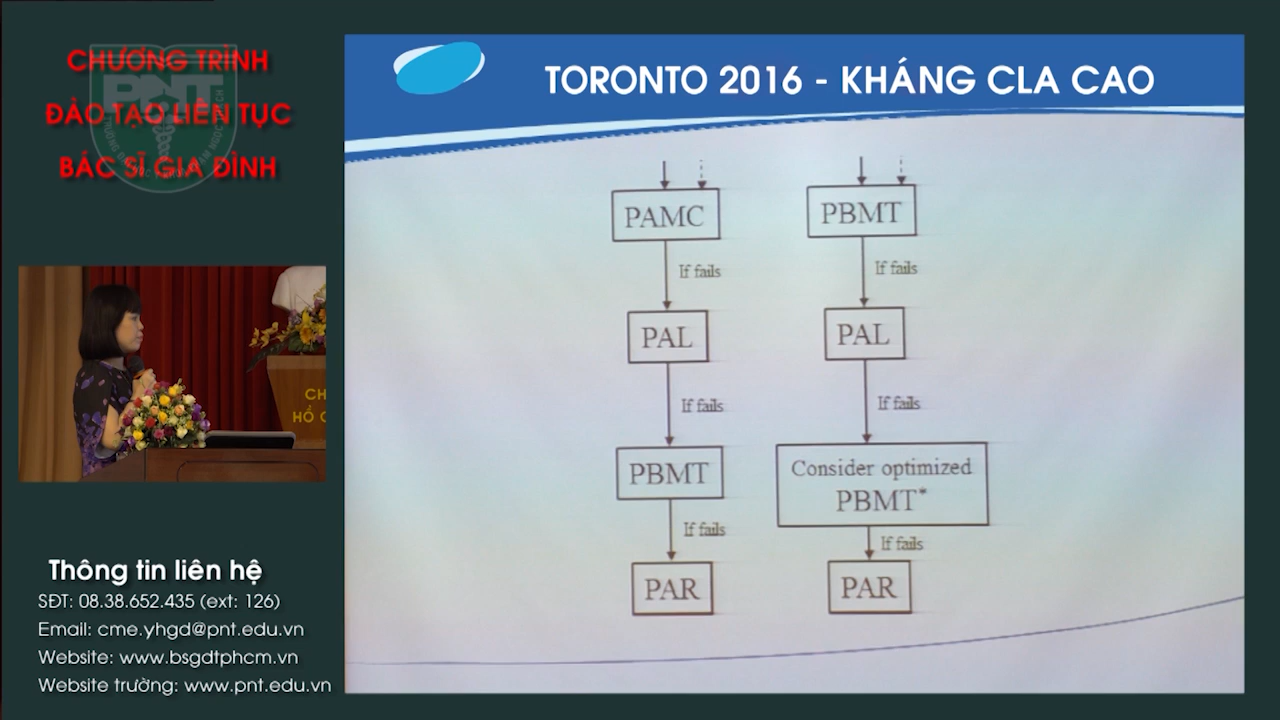 CHƯƠNG TRÌNH
ĐÀO TẠO LIÊN TỤC
BÁC SĨ GIA ĐÌNH
PNT
TORONTO 2016 - KHÁNG CLA CAO
PAMC
If fails
PAL
If fails
PBMT
If fails
PAR
PBMT
If fails
PAL
If fails
Consider optimized
PBMT*
If fails
PAR
CH
HỒ C
Thông tin liên hệ
SĐT: 08.38.652.435 (ext: 126)
Email: cme.yhgd@pnt.edu.vn
Website: www.bsgdtphcm.vn
Website trường: www.pnt.edu.vn